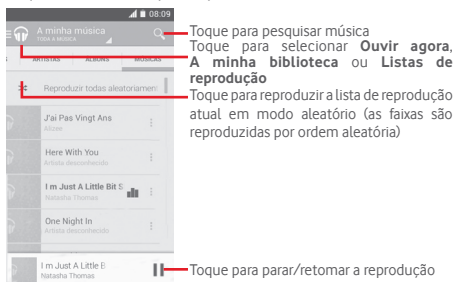 08:09
A minha música
TODA A MÚSICA
S ARTISTAS ÁLBUNS MÚSICAS
Reproduzir todas aleatoriament
J'ai Pas Vingt Ans
Alizee
Here With You
Artista desconhecido
I m Just A Little Bit S
Natasha Thomas
One Night In
Artista desconhecido
I m Just A Little B
Natasha Thomas
Toque para pesquisar música
Toque para selecionar Ouvir agora,
A minha biblioteca ou Listas de
reprodução
Toque para reproduzir a lista de reprodução
atual em modo aleatório (as faixas são
reproduzidas por ordem aleatória)
Toque para parar/retomar a reprodução